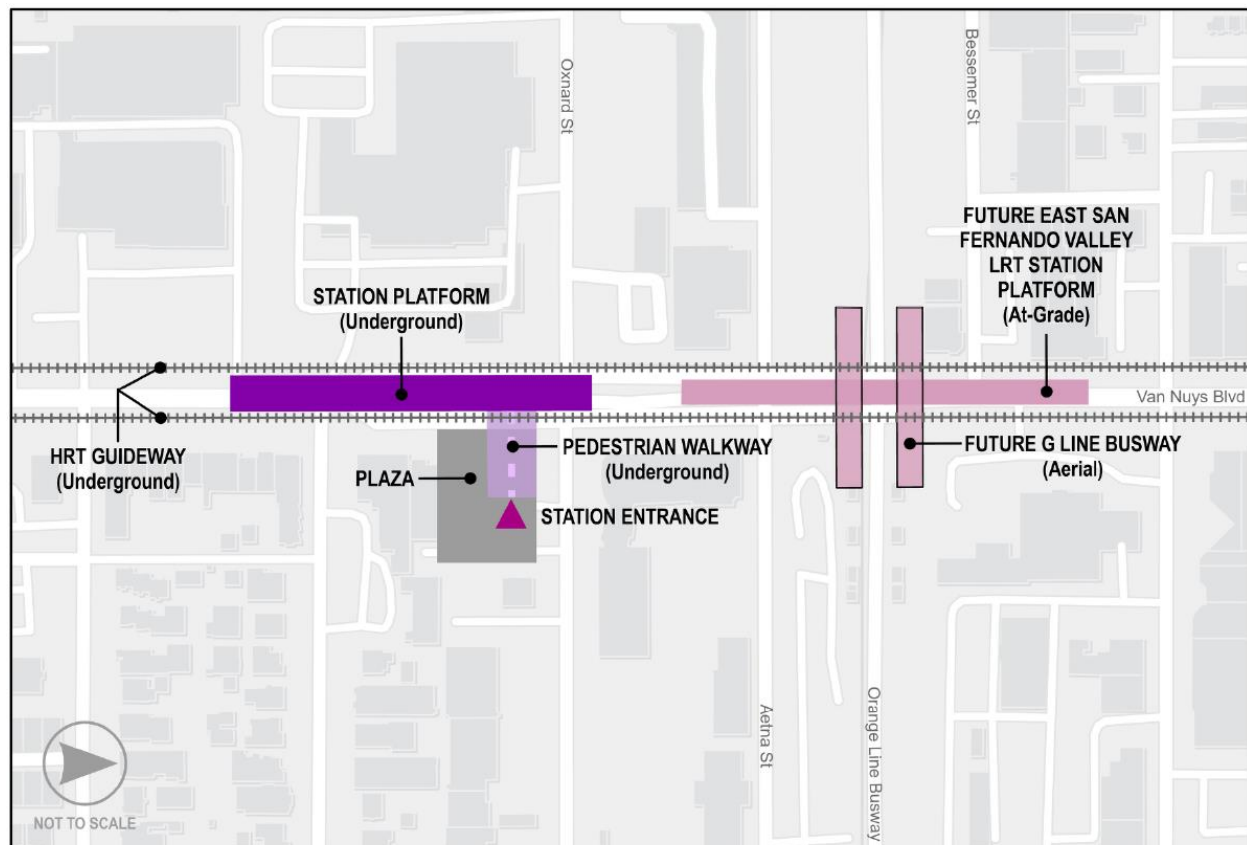 Oxnard St
Bessemer St
FUTURE EAST SAN
FERNANDO VALLEY
LRT STATION
PLATFORM
(At-Grade)
STATION PLATFORM
(Underground)
Van Nuys Blvd
HRT GUIDEWAY
(Underground)
PLAZA
PEDESTRIAN WALKWAY
(Underground)
FUTURE G LINE BUSWAY
(Aerial)
STATION ENTRANCE
Aetna St
Orange Line Busway
NOT TO SCALE